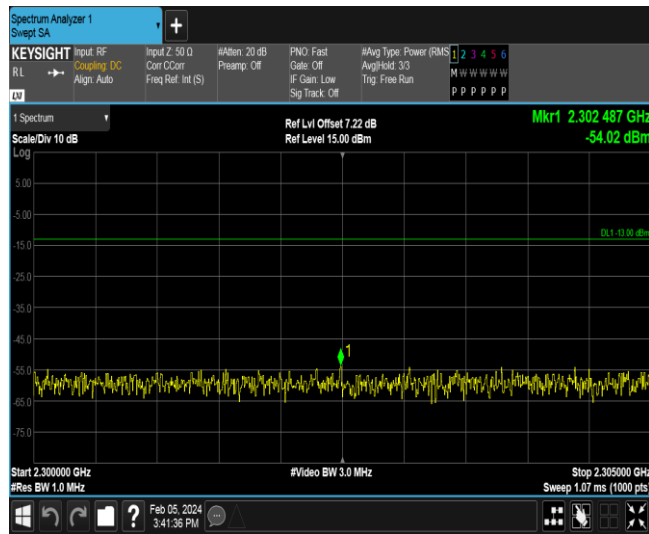 Spectrum Analyzer 1
Swept SA
+
KEYSIGHT
RL
LXI
Input: RF
Coupling: DC
Align: Auto
Input Z: 50 Ω
Corr CCorr
Freq Ref: Int (S)
#Atten: 20 dB
Preamp: Off
PNO: Fast
Gate: Off
IF Gain: Low
Sig Track: Off
#Avg Type: Power (RMS
Avg|Hold: 3/3
Trig: Free Run
1 2 3 4 5 6
M W W W W W
P P P P P P
1 Spectrum
Scale/Div 10 dB
Log
Ref Lvl Offset 7.22 dB
Ref Level 15.00 dBm
Mkr1 2.302 487 GHz
-54.02 dBm
5.00
-5.00
DL1 -13.00 dBm
-15.0
-25.0
-35.0
-45.0
1
-55.0
-65.0
-75.0
Start 2.300000 GHz
#Video BW 3.0 MHz
Stop 2.305000 GHz
#Res BW 1.0 MHz
Sweep 1.07 ms (1000 pts
?
Feb 05, 2024
3:41:36 PM